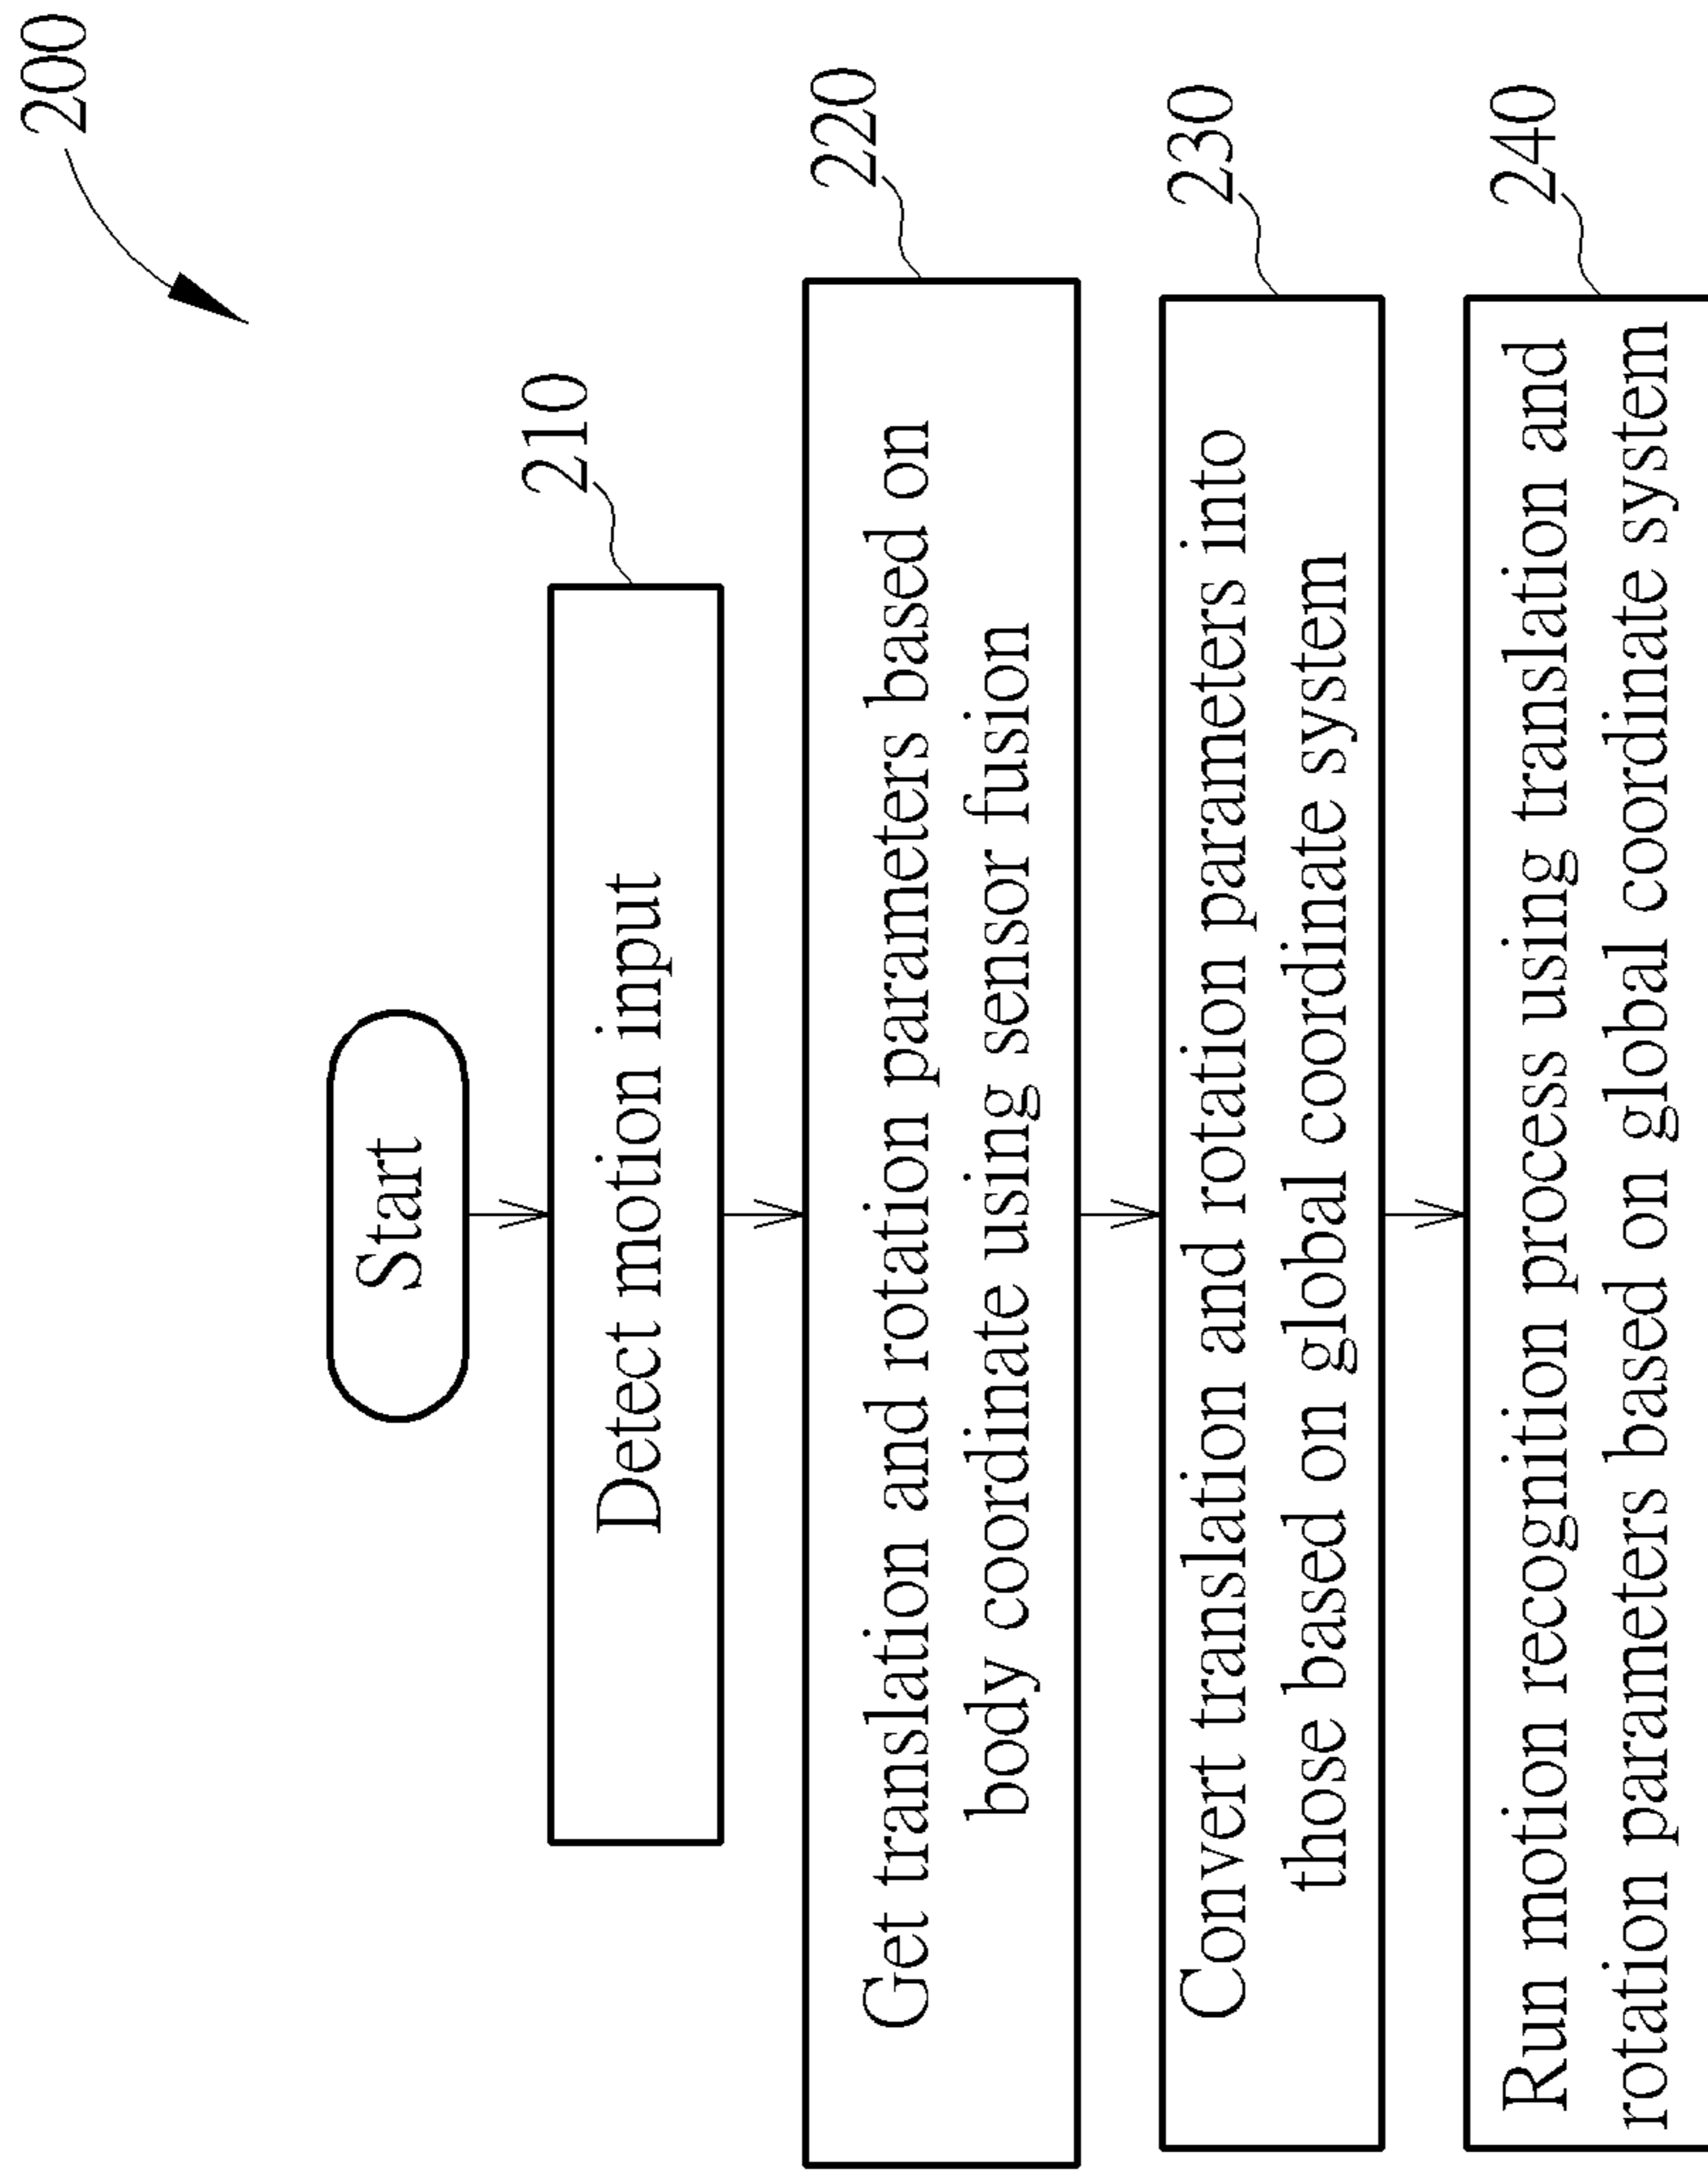 200
Start
210
Detect motion input
220
Get translation and rotation parameters based on
body coordinate using sensor fusion
230
Convert translation and rotation parameters into
those based on global coordinate system
240
Run motion recognition process using translation and
rotation parameters based on global coordinate system